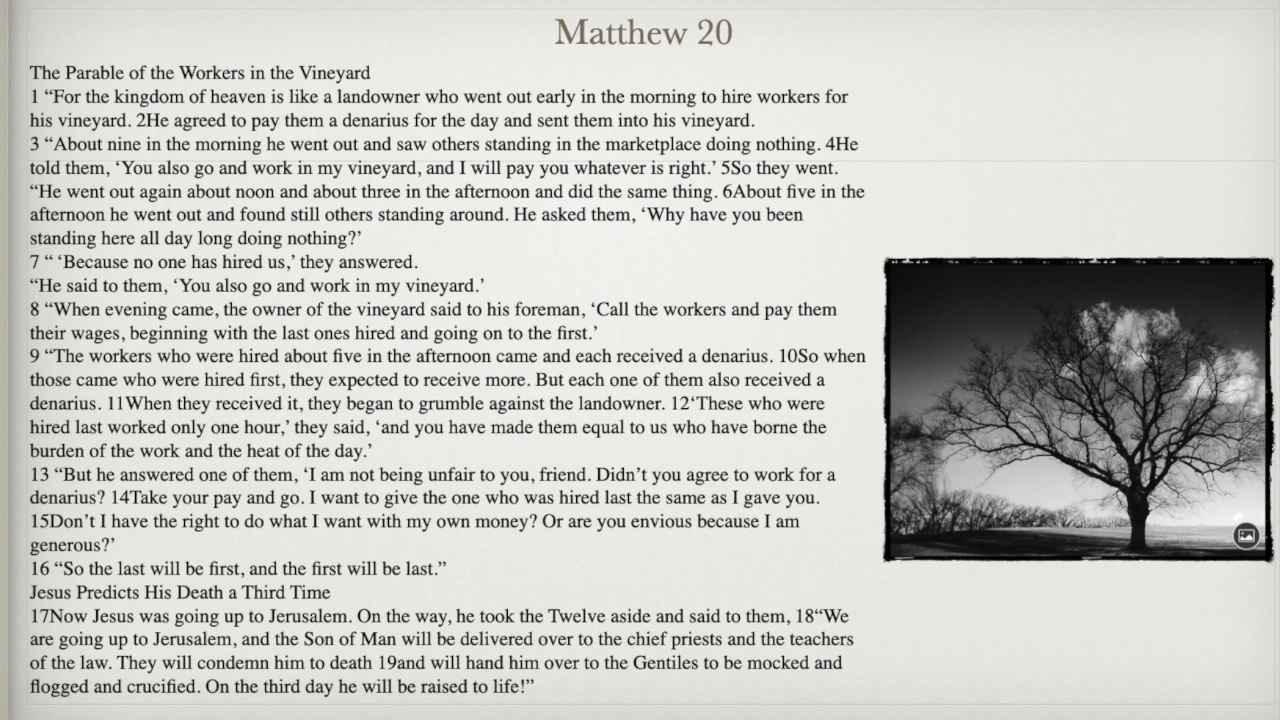 Matthew 20
The Parable of the Workers in the Vineyard
1 “For the kingdom of heaven is like a landowner who went out early in the morning to hire workers for
his vineyard. 2He agreed to pay them a denarius for the day and sent them into his vineyard.
3 “About nine in the morning he went out and saw others standing in the marketplace doing nothing. 4He
told them, ‘You also go and work in my vineyard, and I will pay you whatever is right.’ 5So they went.
“He went out again about noon and about three in the afternoon and did the same thing. 6About five in the
afternoon he went out and found still others standing around. He asked them, ‘Why have you been
standing here all day long doing nothing?’
7 “ ‘Because no one has hired us,’ they answered.
“He said to them, ‘You also go and work in my vineyard.’
8 “When evening came, the owner of the vineyard said to his foreman, ‘Call the workers and pay them
their wages, beginning with the last ones hired and going on to the first.’
9 “The workers who were hired about five in the afternoon came and each received a denarius. 10So when
those came who were hired first, they expected to receive more. But each one of them also received a
denarius. 11When they received it, they began to grumble against the landowner. 12‘These who were
hired last worked only one hour,’ they said, ‘and you have made them equal to us who have borne the
burden of the work and the heat of the day.’
13 “But he answered one of them, ‘I am not being unfair to you, friend. Didn’t you agree to work for a
denarius? 14Take your pay and go. I want to give the one who was hired last the same as I gave you.
15Don’t I have the right to do what I want with my own money? Or are you envious because I am
generous?’
16 “So the last will be first, and the first will be last.”
Jesus Predicts His Death a Third Time
17Now Jesus was going up to Jerusalem. On the way, he took the Twelve aside and said to them, 18“We
are going up to Jerusalem, and the Son of Man will be delivered over to the chief priests and the teachers
of the law. They will condemn him to death 19and will hand him over to the Gentiles to be mocked and
flogged and crucified. On the third day he will be raised to life!”